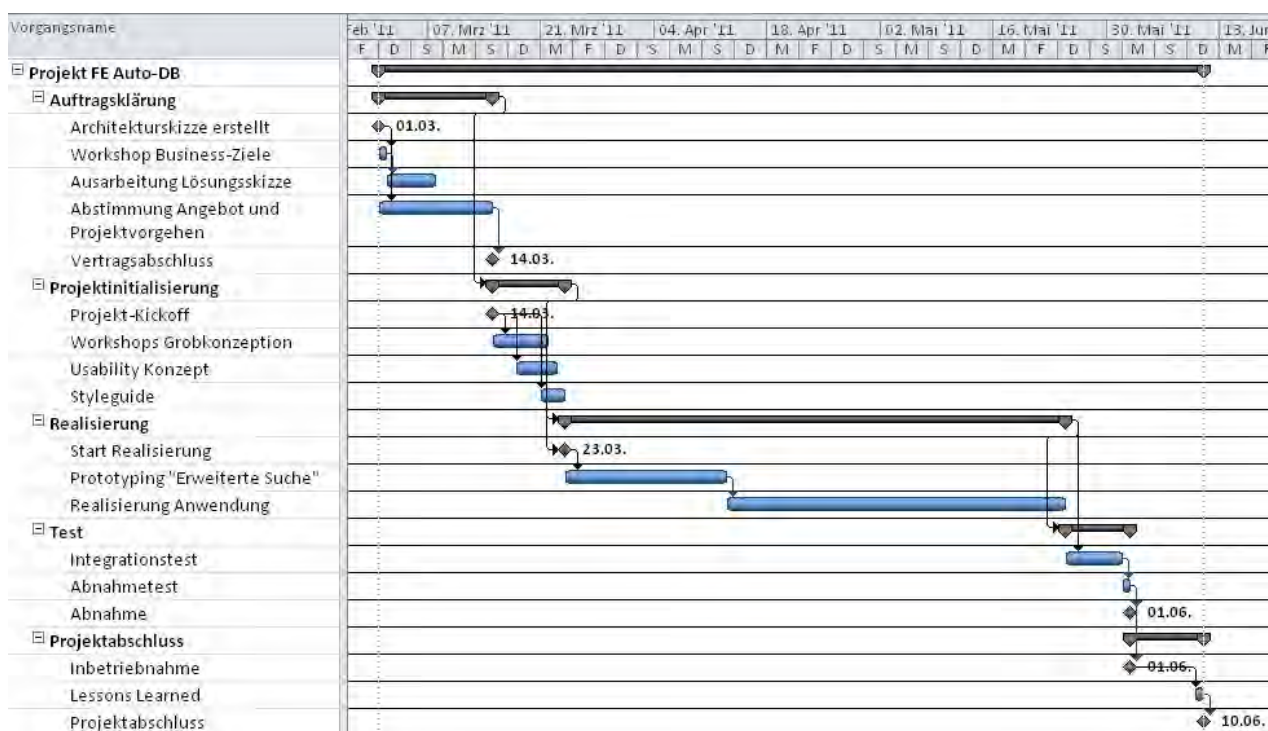 Vorgangsname
Feb '11 07. Mrz '11 21. Mrz '11 04. Apr '11 18. Apr '11 02. Mai '11 16. Mai '11 30. Mai '11 13. Jun
F D S M S D M F D S M S D M F D S M S D M F D S M S D M F
Projekt FE Auto-DB
Auftragsklärung
Architekturskizze erstellt 01.03.
Workshop Business-Ziele
Ausarbeitung Lösungsskizze
Abstimmung Angebot und
Projektvorgehen
Vertragsabschluss 14.03.
Projektinitialisierung
Projekt-Kickoff 14.03.
Workshops Grobkonzeption
Usability Konzept
Styleguide
Realisierung
Start Realisierung 23.03.
Prototyping "Erweiterte Suche"
Realisierung Anwendung
Test
Integrationstest
Abnahmetest
Abnahme 01.06.
Projektabschluss
Inbetriebnahme 01.06.
Lessons Learned
Projektabschluss 10.06.